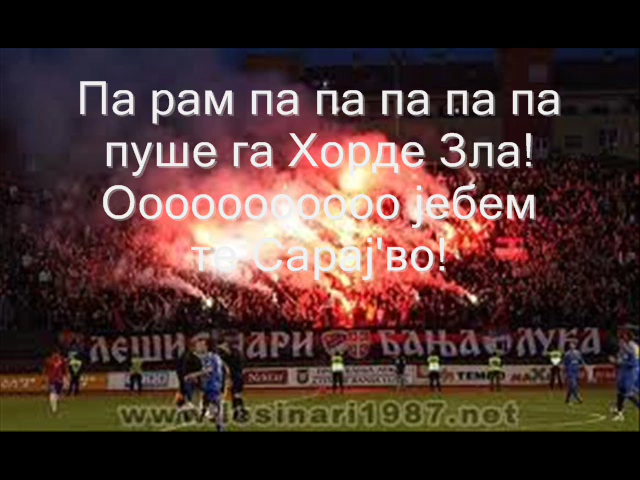 Па рам па па па па па
пуше га Хорде Зла!
Ооооооооооо јебем
те Сарај'во!
ЛЕШИНАРИ БАЊА ЛУКА
www.lesinari1987.net